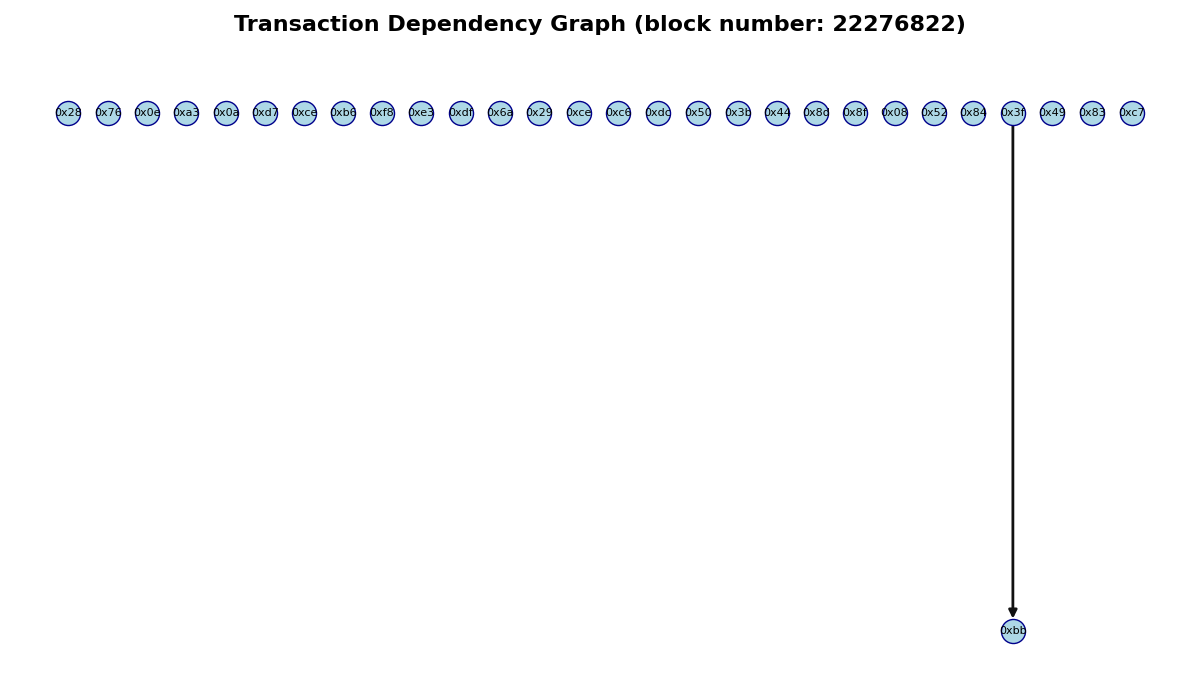 Transaction Dependency Graph (block number: 22276822)
0x28 0x76 0x0e 0xa3 0x0a 0xd7 0xce 0xb6 0xf8 0xe3 0xdf 0x6a 0x29 0xce 0xc6 0xdc 0x50 0x3b 0x44 0x8d 0x8f 0x08 0x52 0x84 0x3f 0x49 0x83 0xc7
0xbb